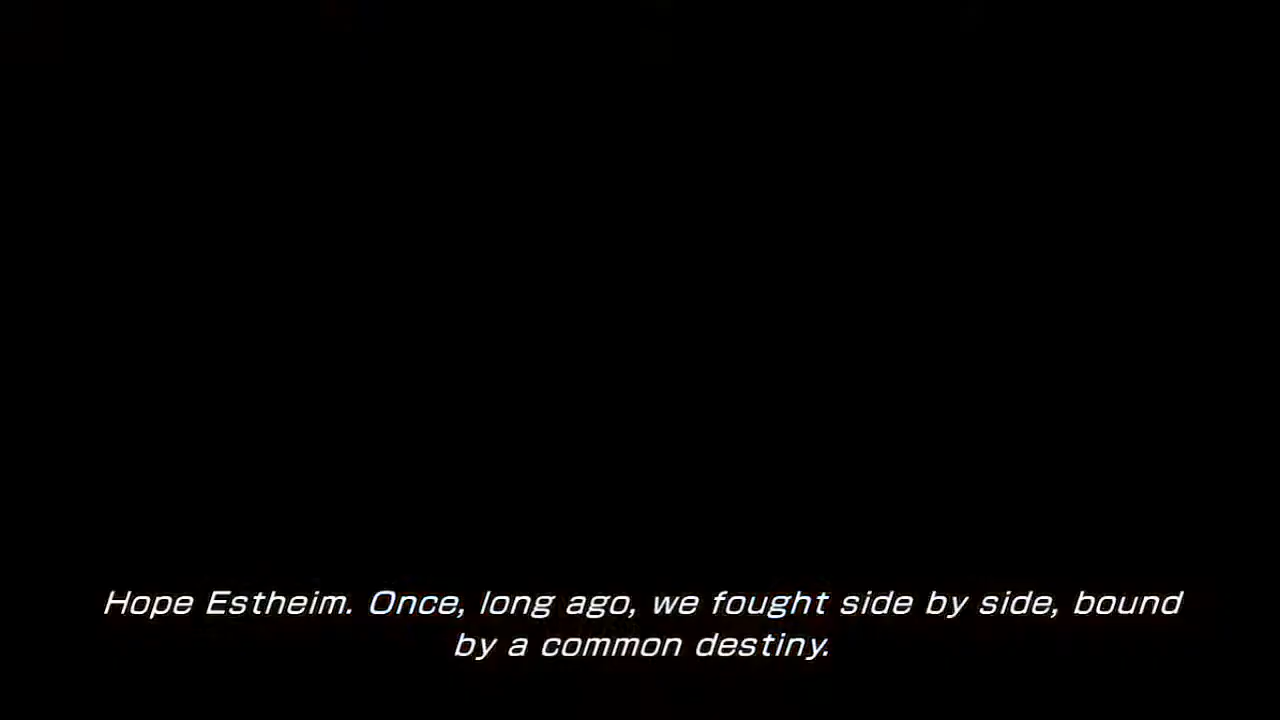 Hope Estheim. Once, long ago, we fought side by side, bound
by a common destiny.